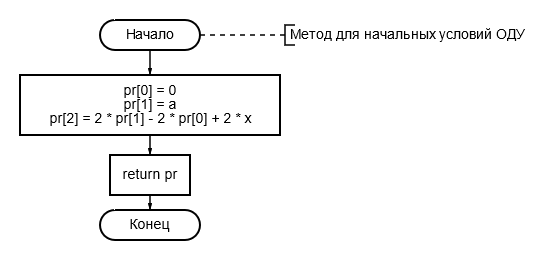 Начало
Метод для начальных условий ОДУ
pr[0] = 0
pr[1] = a
pr[2] = 2 * pr[1] - 2 * pr[0] + 2 * x
return pr
Конец